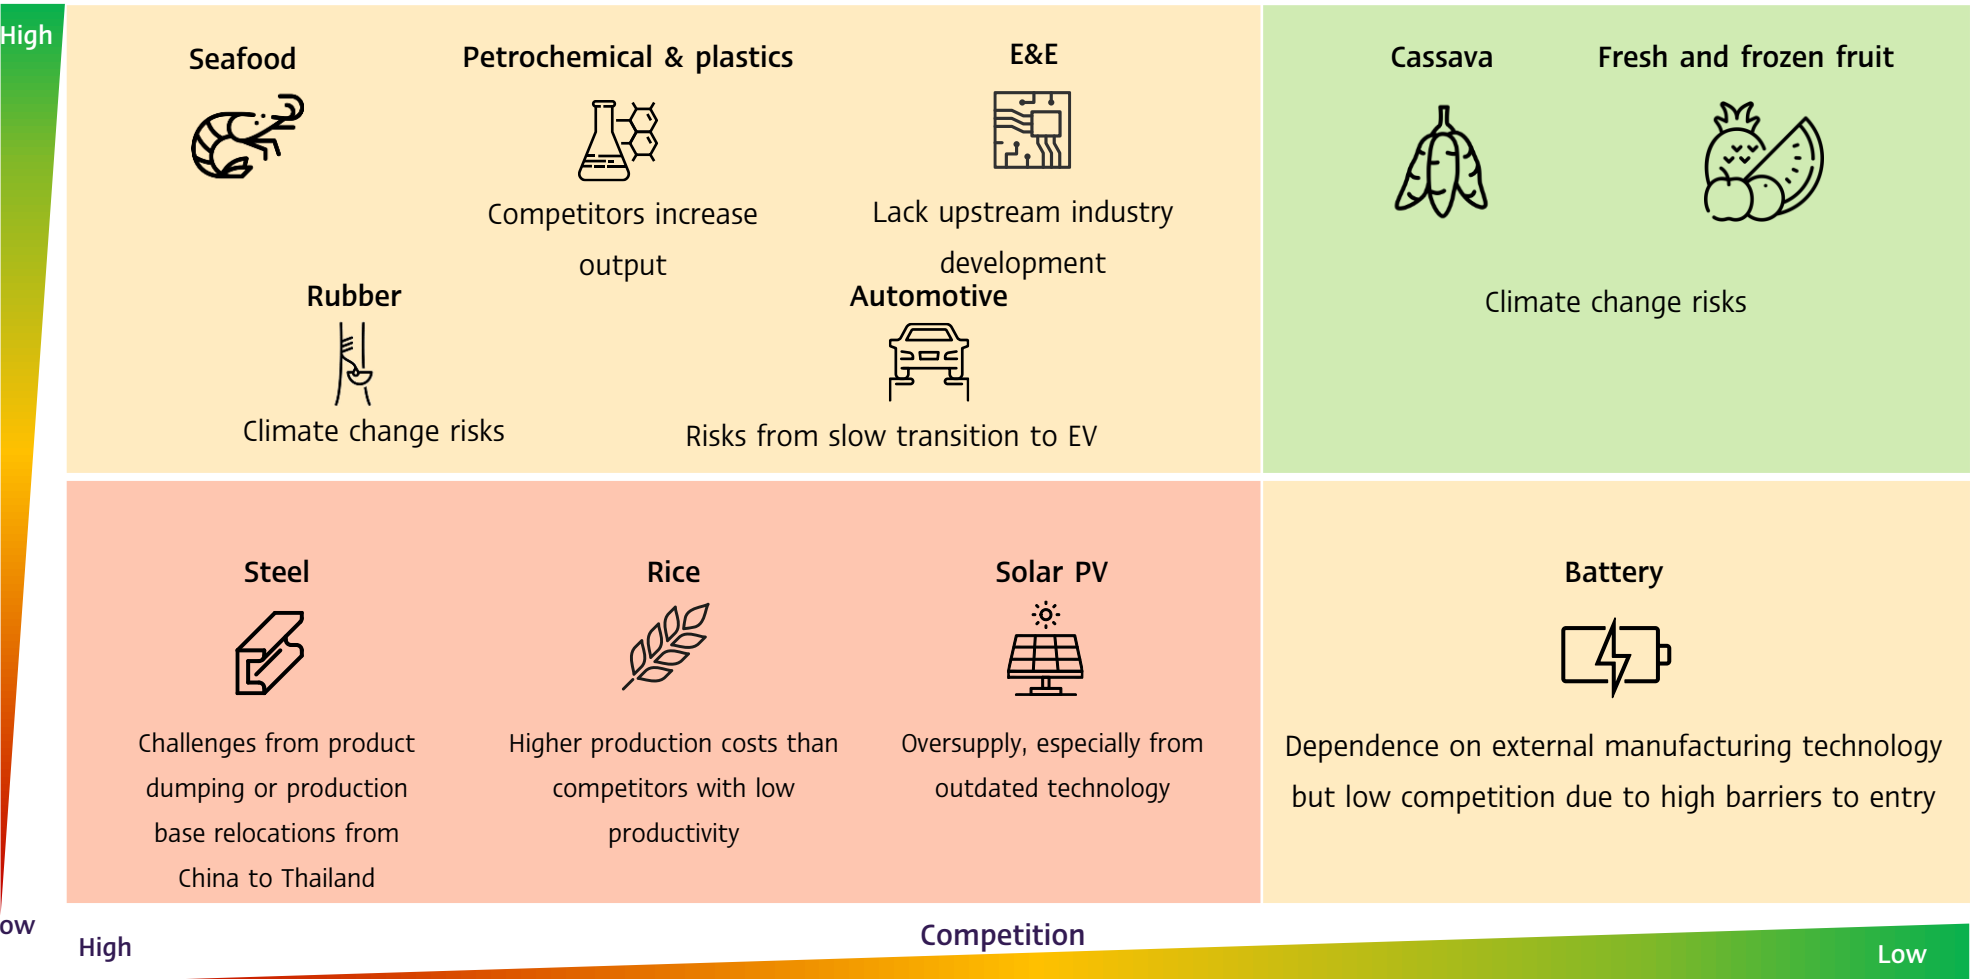 High
Seafood
Petrochemical & plastics
E&E
Competitors increase
output
Lack upstream industry
development
Rubber
Automotive
Climate change risks
Risks from slow transition to EV
Cassava
Fresh and frozen fruit
Climate change risks
Steel
Rice
Solar PV
Challenges from product
dumping or production
base relocations from
China to Thailand
Higher production costs than
competitors with low
productivity
Oversupply, especially from
outdated technology
Battery
Dependence on external manufacturing technology
but low competition due to high barriers to entry
ow
High
Competition
Low